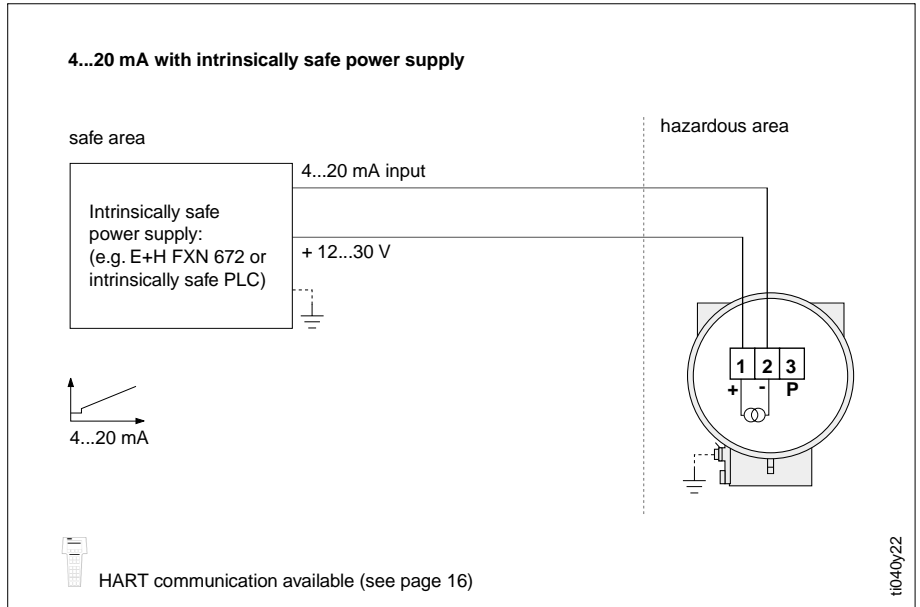 4...20 mA with intrinsically safe power supply
safe area
hazardous area
4...20 mA input
Intrinsically safe
power supply:
(e.g. E+H FXN 672 or
intrinsically safe PLC)
+ 12...30 V
1 2 3
+ - P
4...20 mA
HART communication available (see page 16)
ti040y22